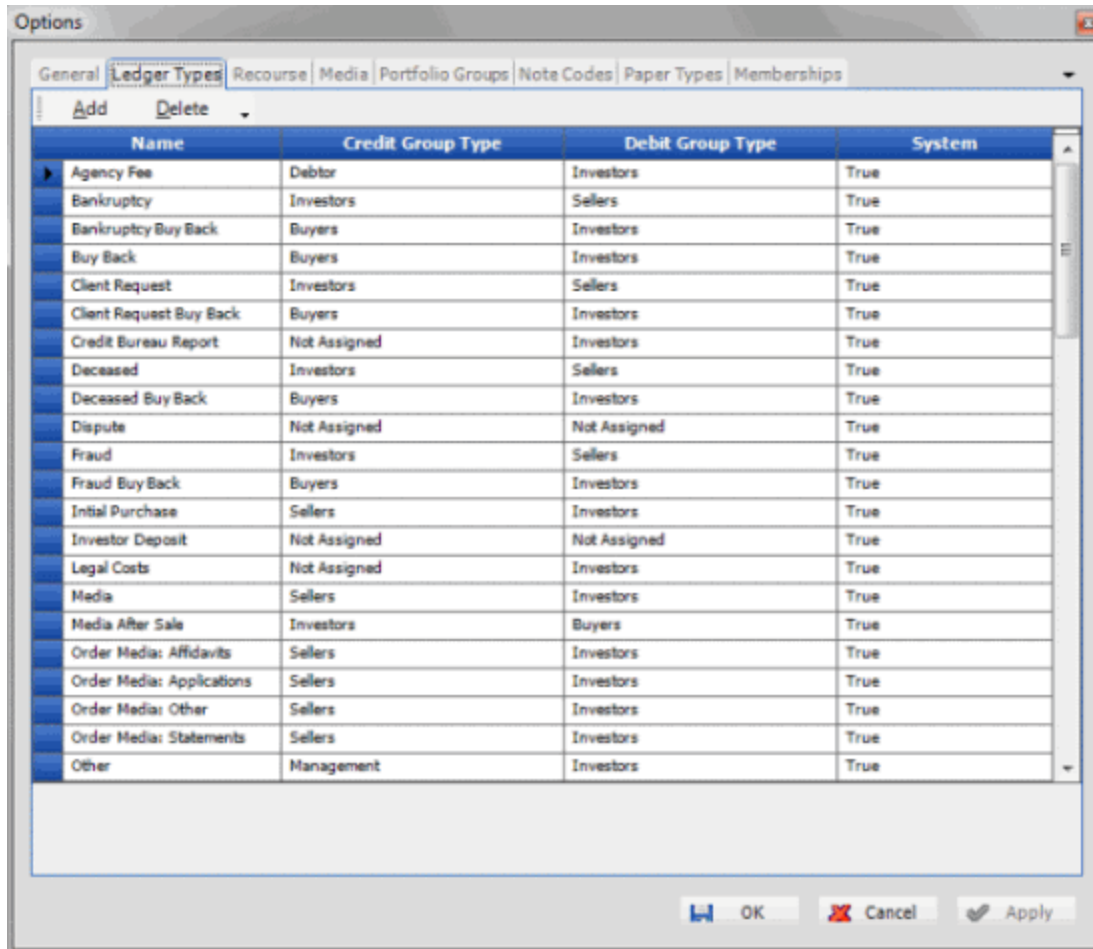 Options
General Ledger Types Recourse Media Portfolio Groups Note Codes Paper Types Memberships
Add Delete
Name Credit Group Type Debit Group Type System
Agency Fee Debtor Investors True
Bankruptcy Investors Sellers True
Bankruptcy Buy Back Buyers Investors True
Buy Back Buyers Investors True
Client Request Investors Sellers True
Client Request Buy Back Buyers Investors True
Credit Bureau Report Not Assigned Investors True
Deceased Investors Sellers True
Deceased Buy Back Buyers Investors True
Dispute Not Assigned Not Assigned True
Fraud Investors Sellers True
Fraud Buy Back Buyers Investors True
Intial Purchase Sellers Investors True
Investor Deposit Not Assigned Not Assigned True
Legal Costs Not Assigned Investors True
Media Sellers Investors True
Media After Sale Investors Buyers True
Order Media: Affidavits Sellers Investors True
Order Media: Applications Sellers Investors True
Order Media: Other Sellers Investors True
Order Media: Statements Sellers Investors True
Other Management Investors True
OK Cancel Apply